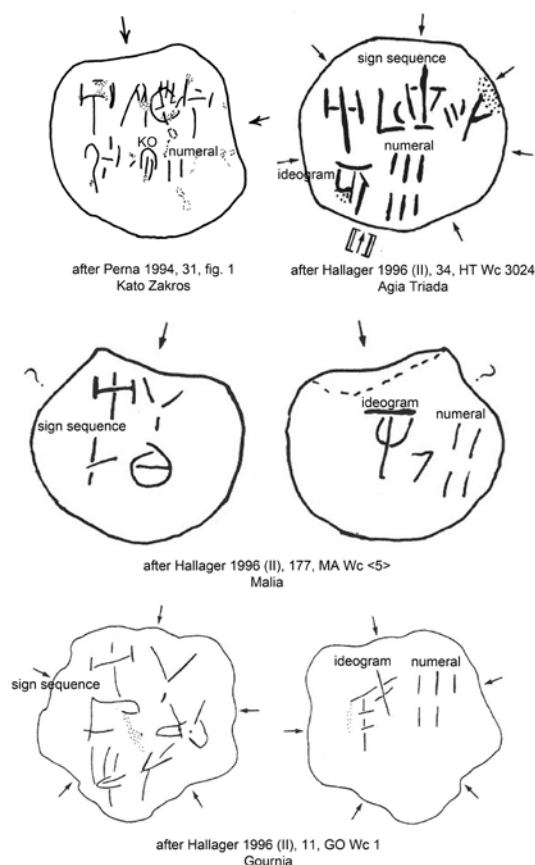 sign sequence
KO
numeral
numeral
ideogram
after Perna 1994, 31, fig. 1
Kato Zakros
after Hallager 1996 (II), 34, HT Wc 3024
Agia Triada
?
sign sequence
ideogram
numeral
?
after Hallager 1996 (II), 177, MA Wc <5>
Malia
sign sequence
ideogram
numeral
after Hallager 1996 (II), 11, GO Wc 1
Gournia